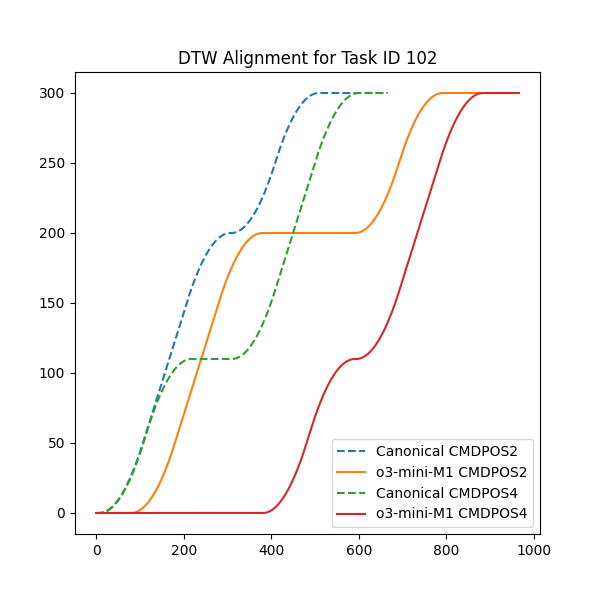 DTW Alignment for Task ID 102
300
250
200
150
100
50
0
0 200 400 600 800 1000
Canonical CMDPOS2
o3-mini-M1 CMDPOS2
Canonical CMDPOS4
o3-mini-M1 CMDPOS4